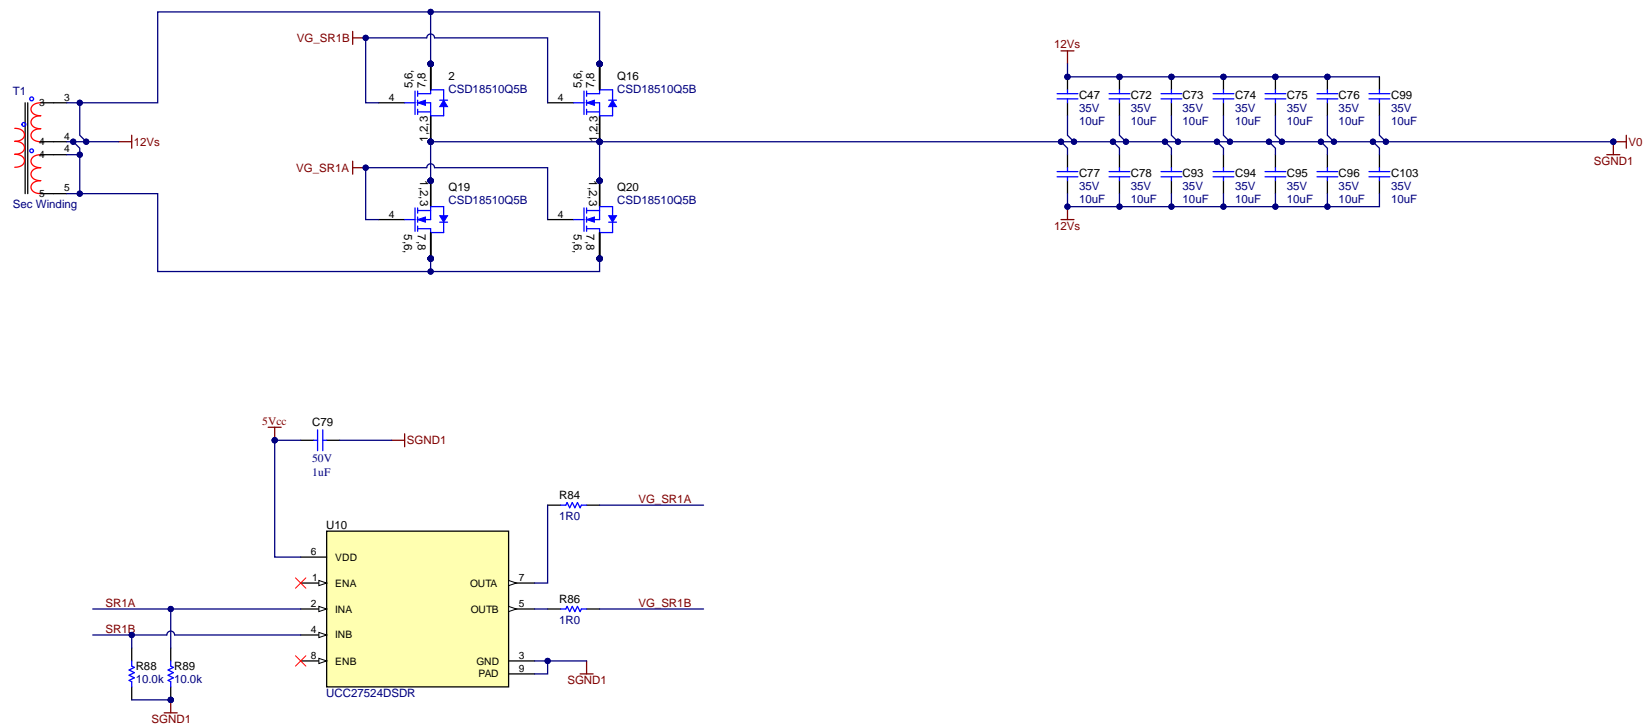 VG_SR1B
5,6,
7,8
2
CSD18510Q5B
4
1,2,3
5,6,
7,8
Q16
CSD18510Q5B
4
1,2,3
T1
3
3
4
4
4
4
5
5
12Vs
Sec Winding
VG_SR1A
1,2,3
Q19
CSD18510Q5B
4
5,6,
7,8
1,2,3
Q20
CSD18510Q5B
4
5,6,
7,8
12Vs
C47
35V
10uF
C72
35V
10uF
C73
35V
10uF
C74
35V
10uF
C75
35V
10uF
C76
35V
10uF
C99
35V
10uF
V0
SGND1
C77
35V
10uF
C78
35V
10uF
C93
35V
10uF
C94
35V
10uF
C95
35V
10uF
C96
35V
10uF
C103
35V
10uF
12Vs
5Vcc
C79
50V
1uF
SGND1
U10
6 VDD
1 ENA
2 INA
4 INB
8 ENB
OUTA 7
OUTB 5
GND 3
PAD 9
UCC27524DSDR
R84
1R0
VG_SR1A
R86
1R0
VG_SR1B
SGND1
SR1A
SR1B
R88
10.0k
R89
10.0k
SGND1